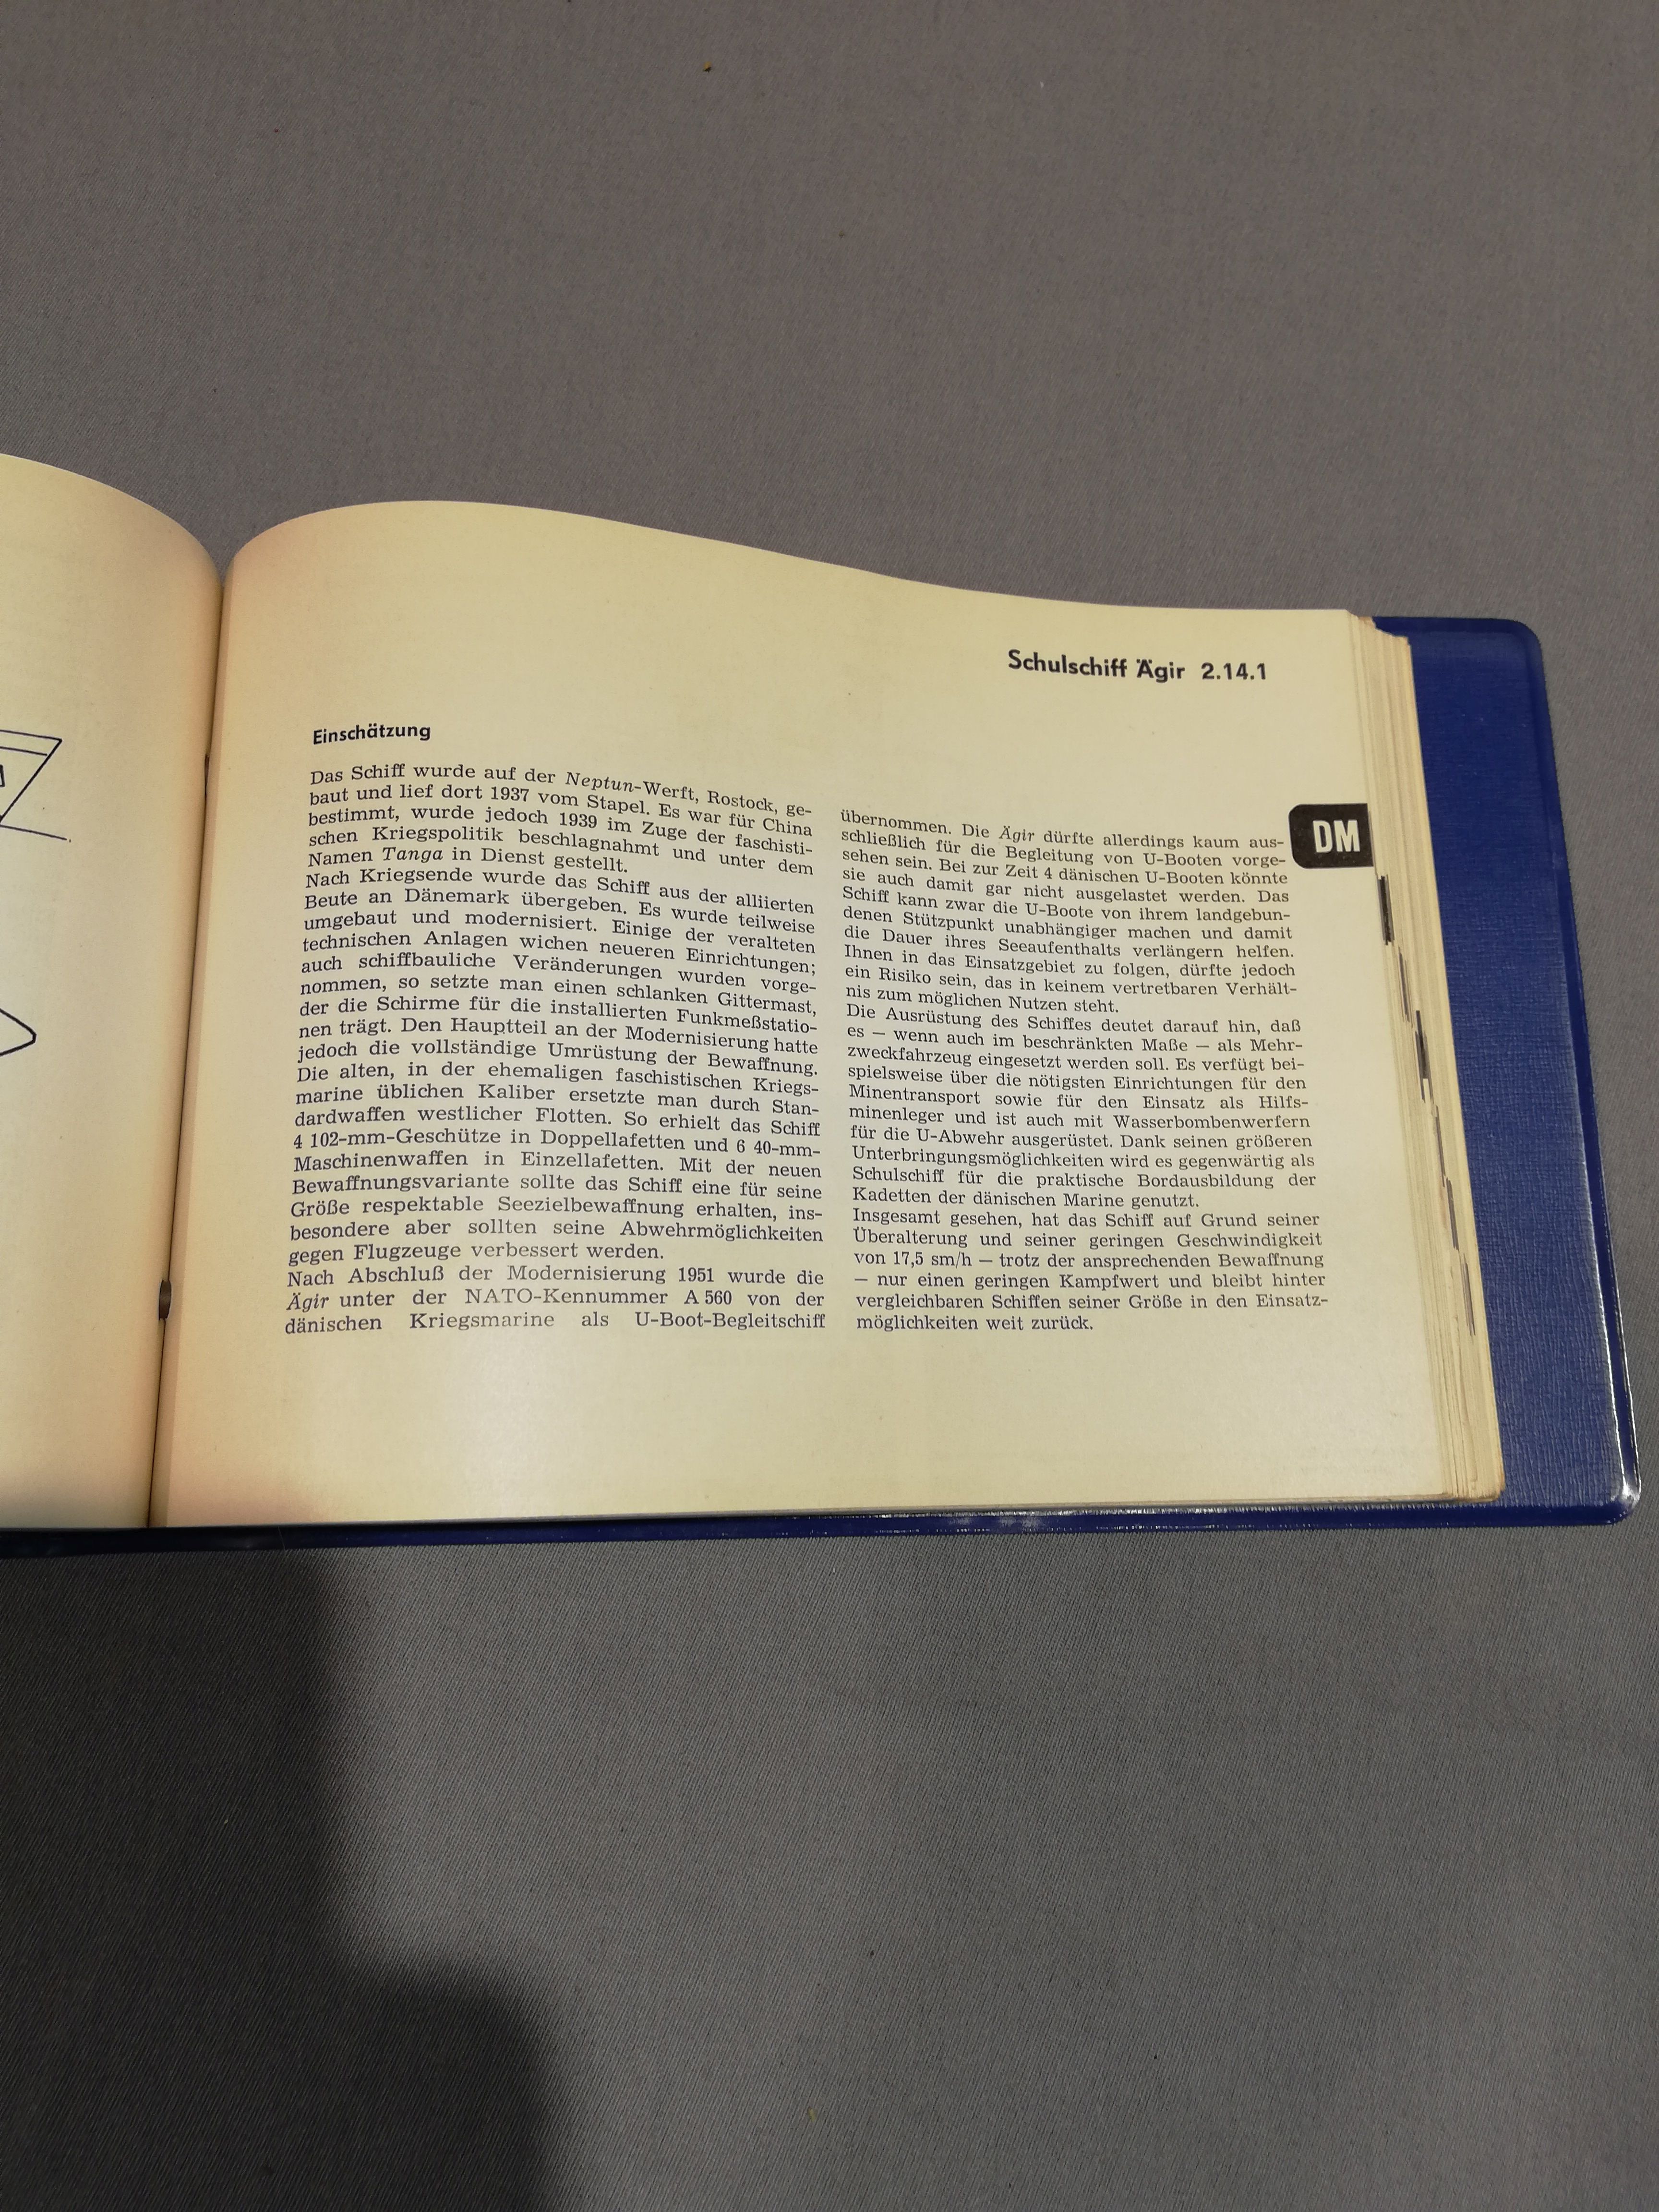 Schulschiff Ägir 2.14.1
Einschätzung
Das Schiff wurde auf der Neptun-Werft, Rostock, ge-
baut und lief dort 1937 vom Stapel. Es war für China
bestimmt, wurde jedoch 1939 im Zuge der faschisti-
schen Kriegspolitik beschlagnahmt und unter dem
Namen Tanga in Dienst gestellt.
Nach Kriegsende wurde das Schiff aus der alliierten
Beute an Dänemark übergeben. Es wurde teilweise
umgebaut und modernisiert. Einige der veralteten
technischen Anlagen wichen neueren Einrichtungen;
auch schiffbauliche Veränderungen wurden vorge-
nommen, so setzte man einen schlanken Gittermast,
der die Schirme für die installierten Funkmeßstatio-
nen trägt. Den Hauptteil an der Modernisierung hatte
jedoch die vollständige Umrüstung der Bewaffnung.
Die alten, in der ehemaligen faschistischen Kriegs-
marine üblichen Kaliber ersetzte man durch Stan-
dardwaffen westlicher Flotten. So erhielt das Schiff
4 102-mm-Geschütze in Doppellafetten und 6 40-mm-
Maschinenwaffen in Einzellafetten. Mit der neuen
Bewaffnungsvariante sollte das Schiff eine für seine
Größe respektable Seezielbewaffnung erhalten, ins-
besondere aber sollten seine Abwehrmöglichkeiten
gegen Flugzeuge verbessert werden.
Nach Abschluß der Modernisierung 1951 wurde die
Ägir unter der NATO-Kennummer A 560 von der
dänischen Kriegsmarine als U-Boot-Begleitschiff
übernommen. Die Ägir dürfte allerdings kaum aus-
schließlich für die Begleitung von U-Booten vorge-
sehen sein. Bei zur Zeit 4 dänischen U-Booten könnte
sie auch damit gar nicht ausgelastet werden. Das
Schiff kann zwar die U-Boote von ihrem landgebun-
denen Stützpunkt unabhängiger machen und damit
die Dauer ihres Seeaufenthalts verlängern helfen.
Ihnen in das Einsatzgebiet zu folgen, dürfte jedoch
ein Risiko sein, das in keinem vertretbaren Verhält-
nis zum möglichen Nutzen steht.
Die Ausrüstung des Schiffes deutet darauf hin, daß
es — wenn auch im beschränkten Maße — als Mehr-
zweckfahrzeug eingesetzt werden soll. Es verfügt bei-
spielsweise über die nötigsten Einrichtungen für den
Minentransport sowie für den Einsatz als Hilfs-
minenleger und ist auch mit Wasserbombenwerfern
für die U-Abwehr ausgerüstet. Dank seinen größeren
Unterbringungsmöglichkeiten wird es gegenwärtig als
Schulschiff für die praktische Bordausbildung der
Kadetten der dänischen Marine genutzt.
Insgesamt gesehen, hat das Schiff auf Grund seiner
Überalterung und seiner geringen Geschwindigkeit
von 17,5 sm/h — trotz der ansprechenden Bewaffnung
— nur einen geringen Kampfwert und bleibt hinter
vergleichbaren Schiffen seiner Größe in den Einsatz-
möglichkeiten weit zurück.
DM